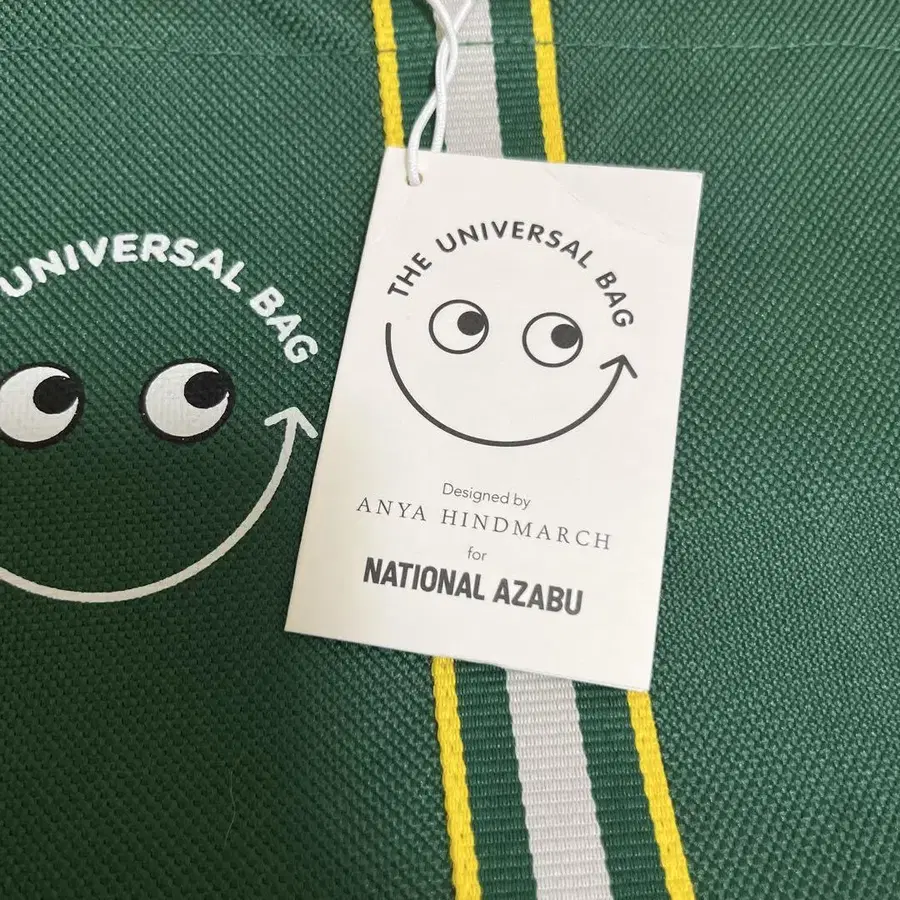 UNIVERSAL BAG
THE UNIVERSAL BAG
Designed by
ANYA HINDMARCH
for
NATIONAL AZABU